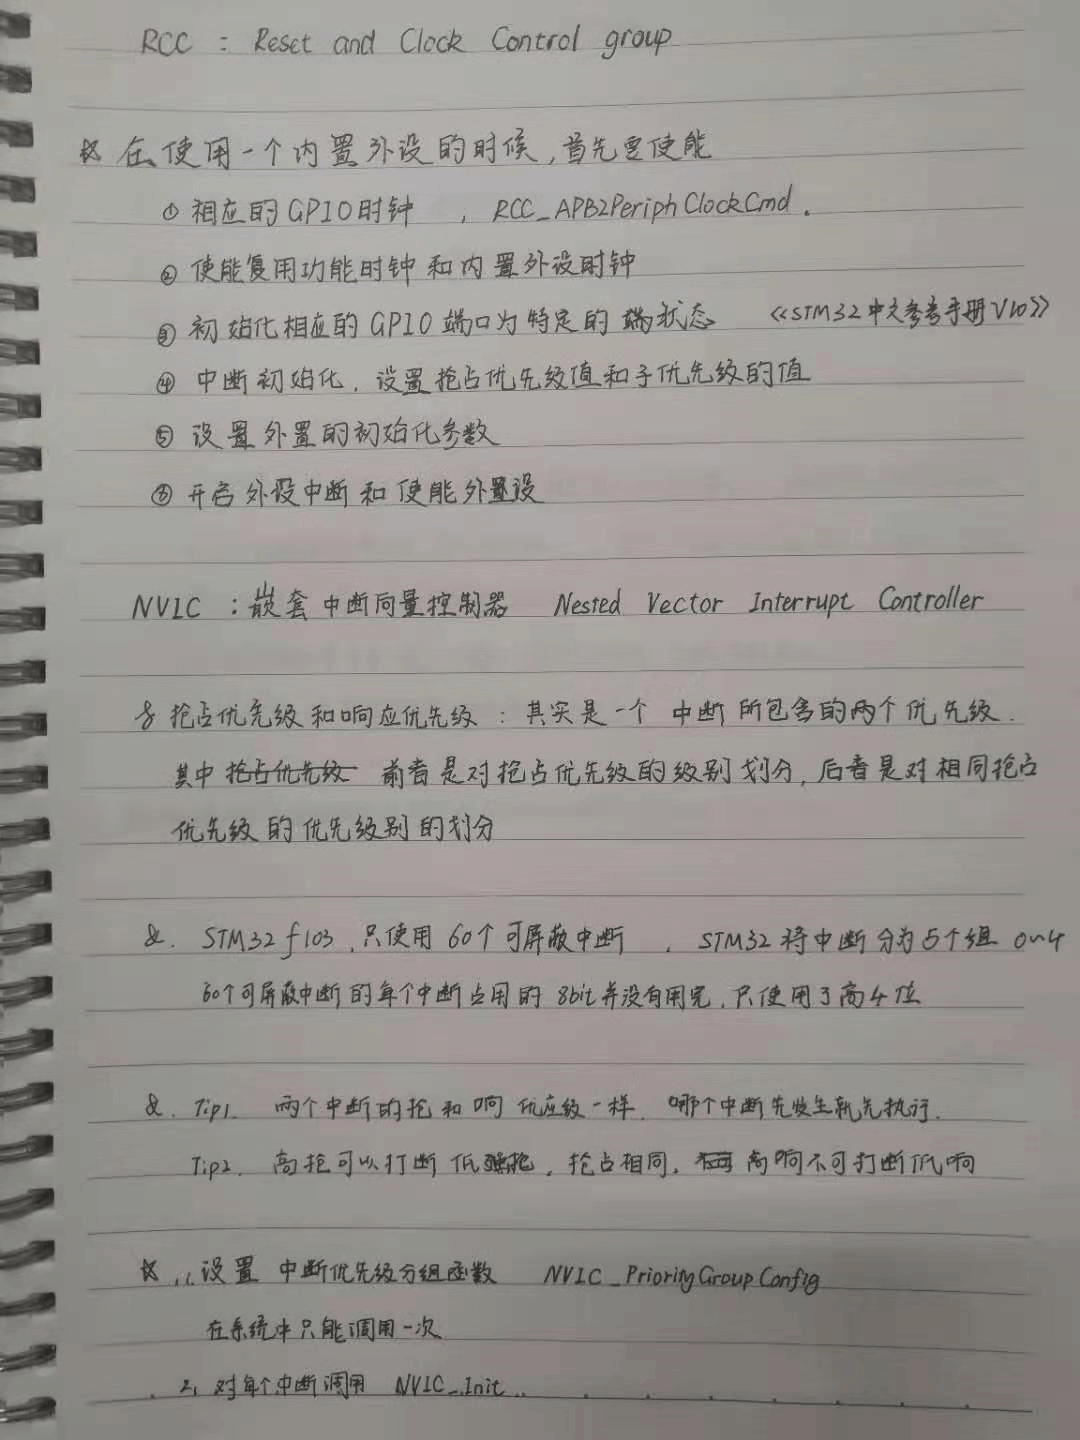 RCC : Reset and Clock Control group
☆ 在使用一个内置外设的时候,首先要使能
① 相应的GPIO时钟 , RCC_APB2PeriphClockCmd.
② 使能复用功能时钟和内置外设时钟
③ 初始化相应的GPIO端口为特定的端状态 《STM32中文参考手册V10》
④ 中断初始化, 设置抢占优先级值和子优先级的值
⑤ 设置外置的初始化参数
⑥ 开启外设中断和使能外设
NVIC : 嵌套中断向量控制器 Nested Vector Interrupt Controller
& 抢占优先级和响应优先级 : 其实是一个中断所包含的两个优先级.
其中 抢占优先级 前者是对抢占优先级的级别划分, 后者是对相同抢占
优先级的优先级别的划分
&. STM32f103, 只使用60个可屏蔽中断 , STM32将中断分为5个组 0~4
60个可屏蔽中断的每个中断占用的8bit并没有用完, 只使用了高4位
&. Tip1. 两个中断的抢和响优应级一样. 哪个中断先发生就先执行.
Tip2. 高抢可以打断低抢, 抢占相同, 高响不可打断低响
☆ 1. 设置中断优先级分组函数 NVIC_PriorityGroupConfig
在系统中只能调用一次
2. 对每个中断调用 NVIC_Init